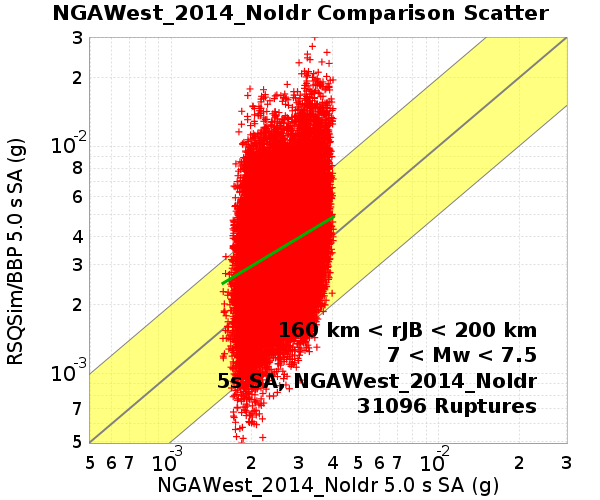 NGAWest_2014_NoIdr Comparison Scatter
RSQSim/BBP 5.0 s SA (g)
3
2
10^-2
8
6
4
3
2
10^-3
7
5
160 km < rJB < 200 km
7 < Mw < 7.5
5s SA, NGAWest_2014_NoIdr
31096 Ruptures
5 6 7 10^-3 2 3 4 5 6 7 10^-2 2 3
NGAWest_2014_NoIdr 5.0 s SA (g)